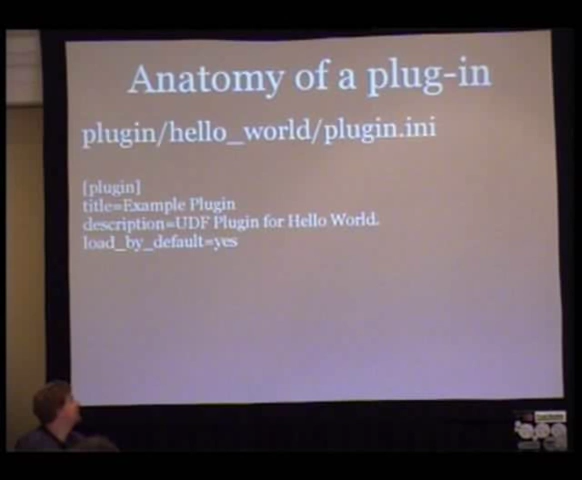 Anatomy of a plug-in
plugin/hello_world/plugin.ini
[plugin]
title=Example Plugin
description=UDF Plugin for Hello World.
load_by_default=yes